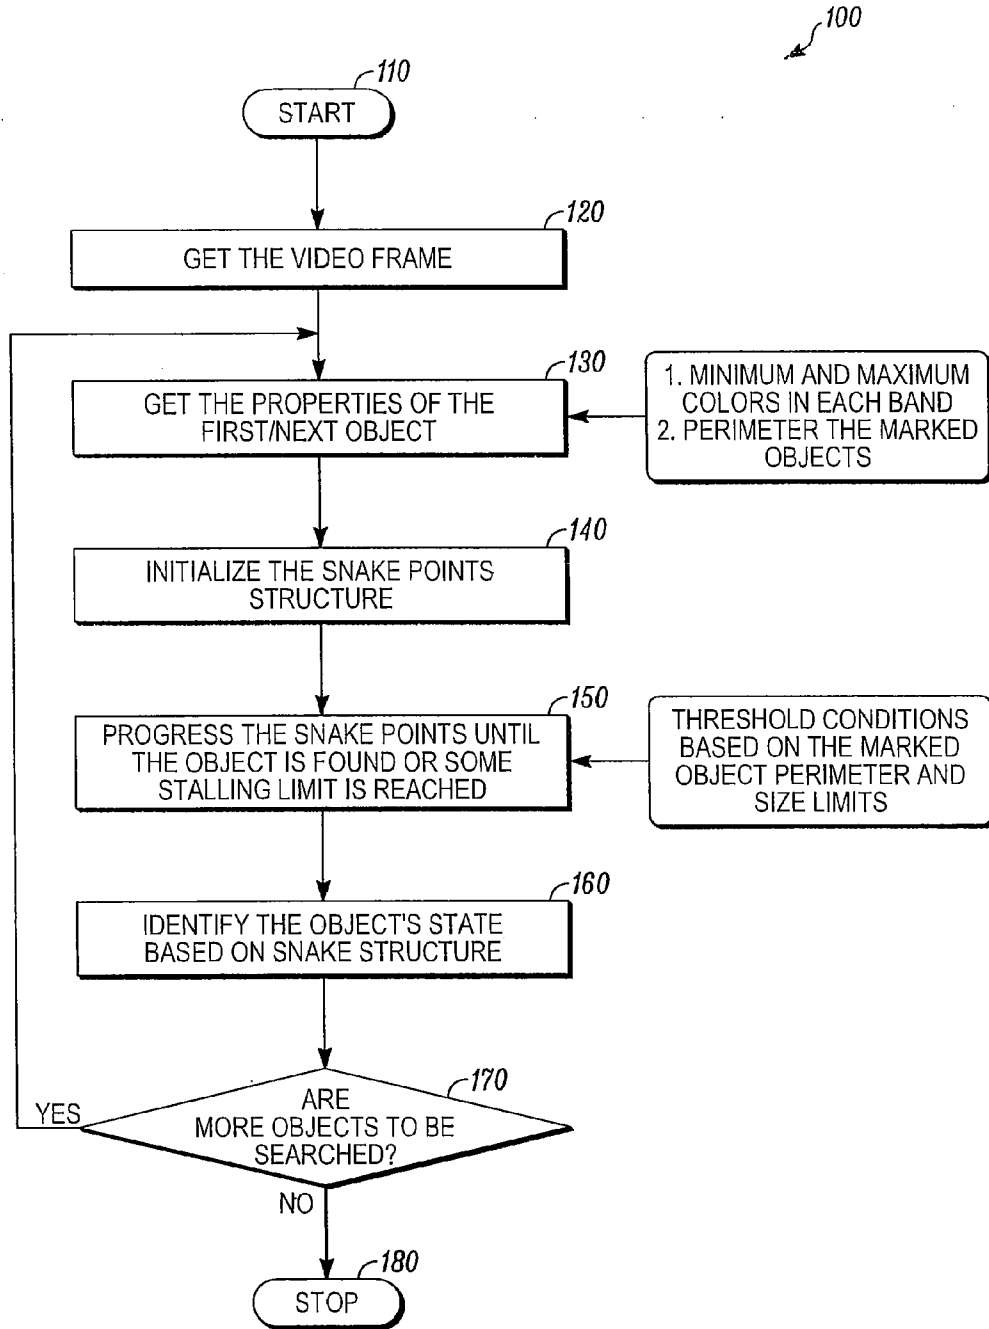 100
110
START
120
GET THE VIDEO FRAME
130
GET THE PROPERTIES OF THE
FIRST/NEXT OBJECT
1. MINIMUM AND MAXIMUM
COLORS IN EACH BAND
2. PERIMETER THE MARKED
OBJECTS
140
INITIALIZE THE SNAKE POINTS
STRUCTURE
150
PROGRESS THE SNAKE POINTS UNTIL
THE OBJECT IS FOUND OR SOME
STALLING LIMIT IS REACHED
THRESHOLD CONDITIONS
BASED ON THE MARKED
OBJECT PERIMETER AND
SIZE LIMITS
160
IDENTIFY THE OBJECT'S STATE
BASED ON SNAKE STRUCTURE
170
ARE
MORE OBJECTS TO BE
SEARCHED?
YES
NO
180
STOP